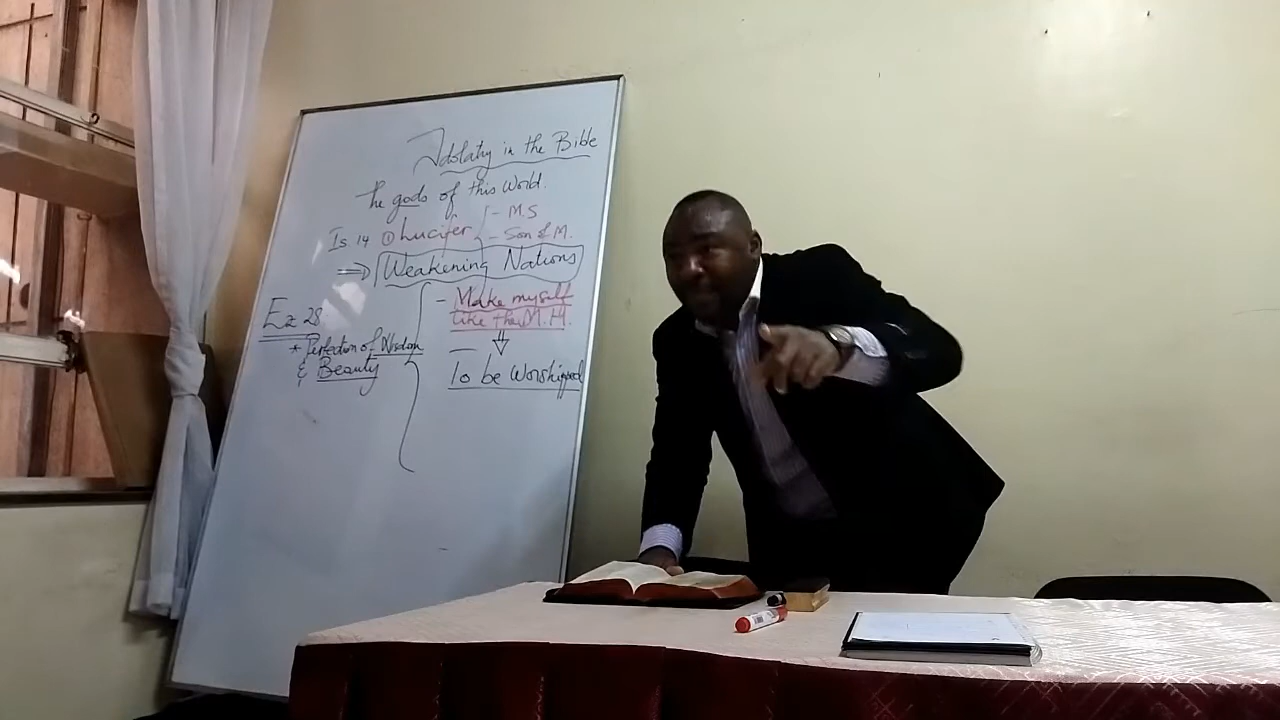 Idolatry in the Bible
The gods of this World.
Is. 14 ① Lucifer - M.S
- Son of M.
⇒ Weakening Nations
- Make myself
like the M.H.
Ez 28
* Perfection of Wisdom
& Beauty
To be Worshipped